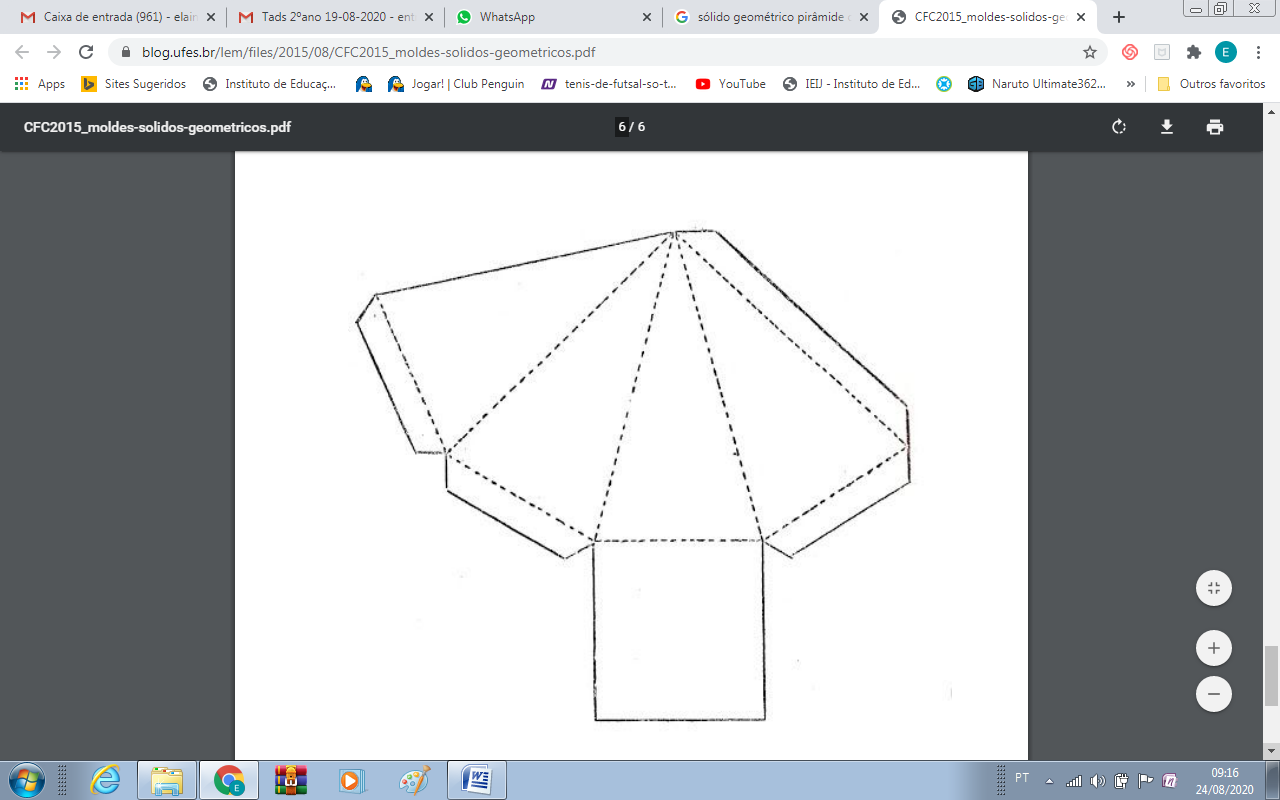 Caixa de entrada (961) - elain
Tads 2ºano 19-08-2020 - ent
WhatsApp
sólido geométrico pirâmide
CFC2015_moldes-solidos-ge
blog.ufes.br/lem/files/2015/08/CFC2015_moldes-solidos-geometricos.pdf
E
Apps
Sites Sugeridos
Instituto de Educaç...
Jogar! | Club Penguin
tenis-de-futsal-so-t...
YouTube
IEIJ - Instituto de Ed...
Naruto Ultimate362...
»
Outros favoritos
CFC2015_moldes-solidos-geometricos.pdf
6 / 6
PT
09:16
24/08/2020